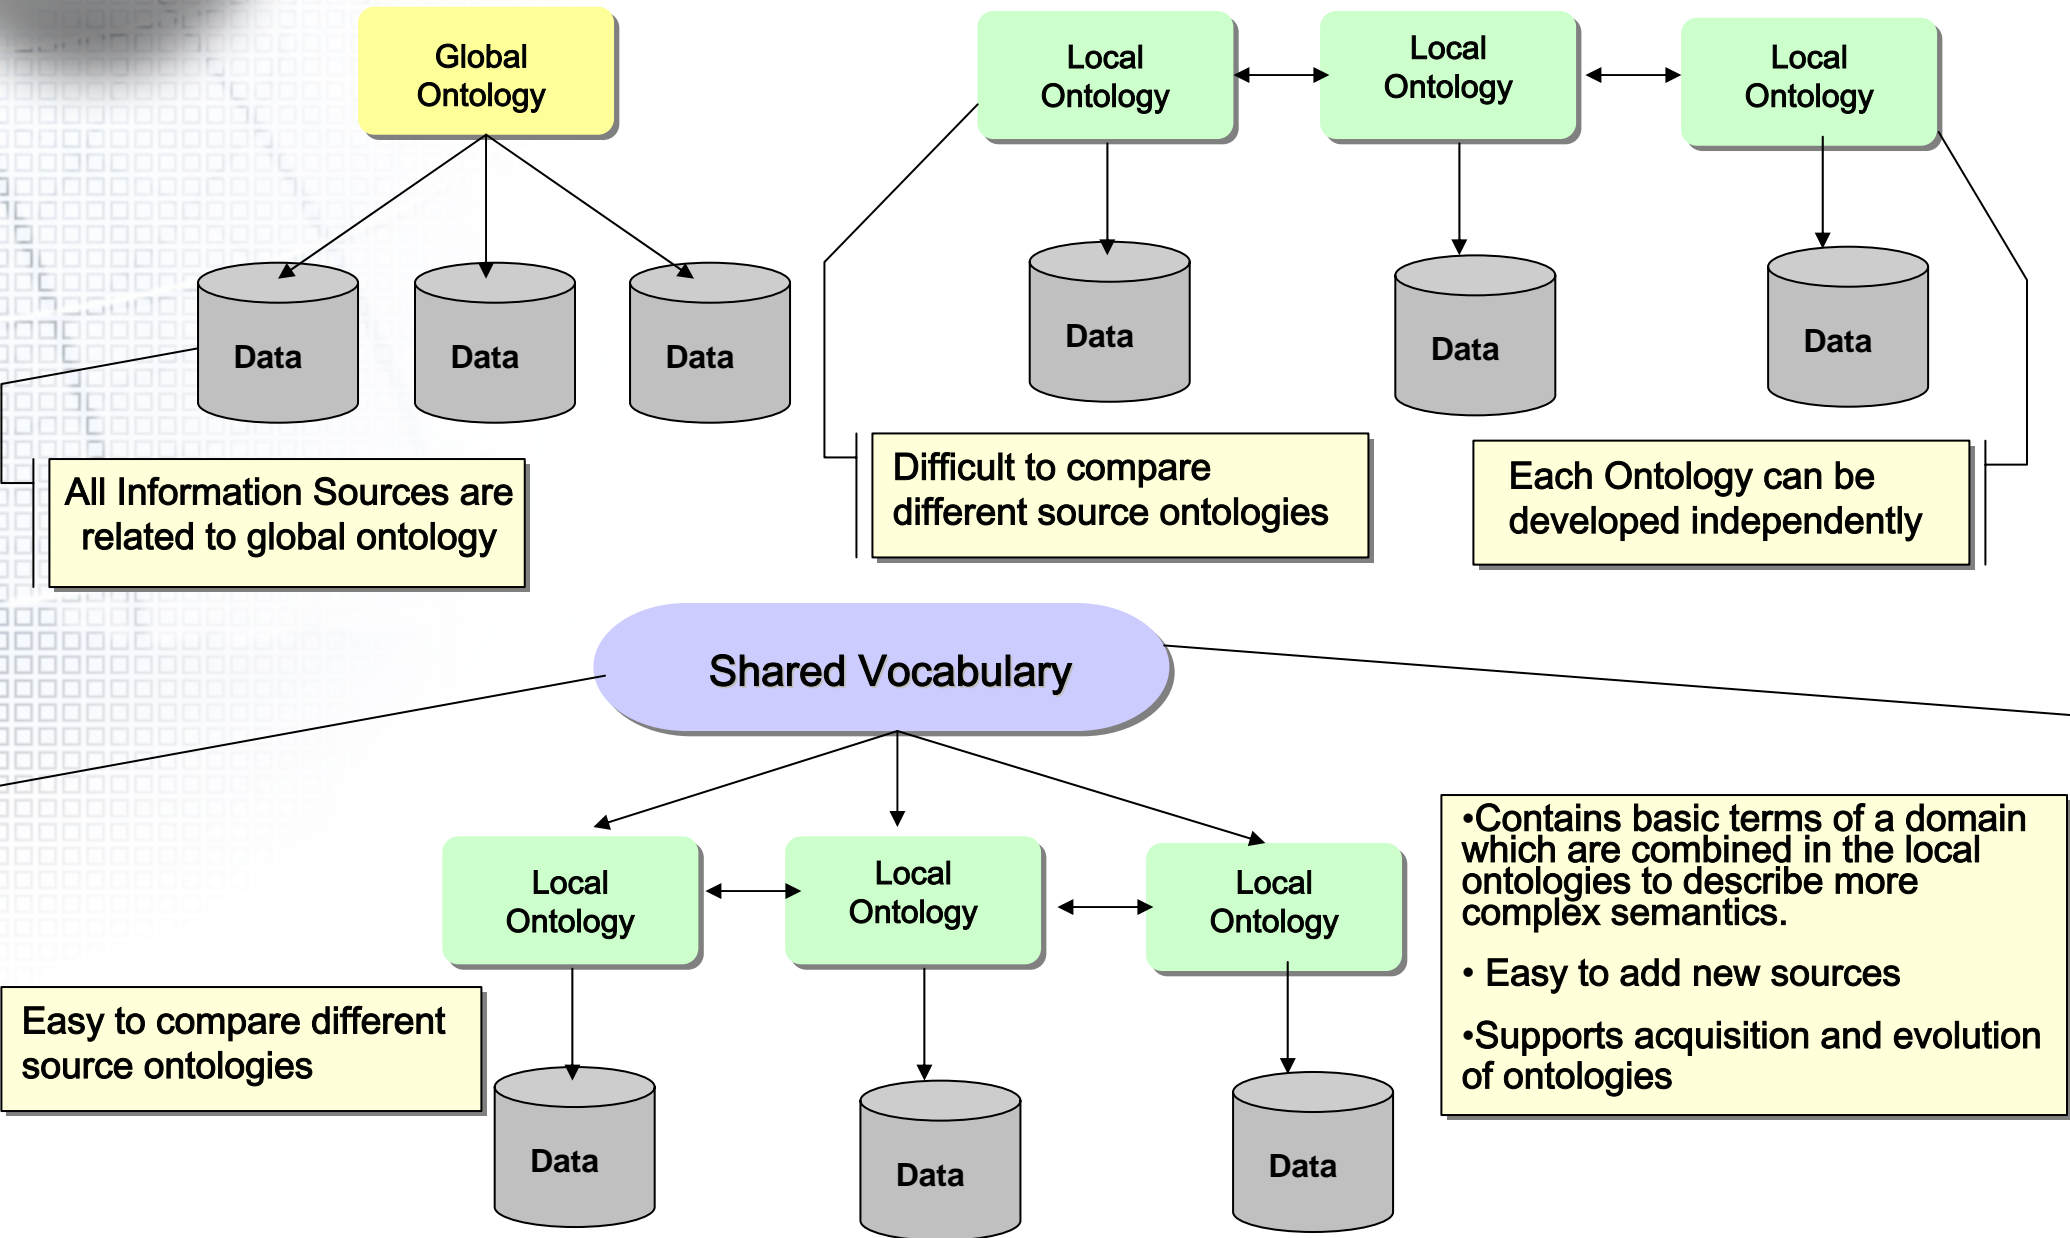 Global
Ontology
Data
Data
Data
All Information Sources are
related to global ontology
Local
Ontology
Local
Ontology
Local
Ontology
Data
Data
Data
Difficult to compare
different source ontologies
Each Ontology can be
developed independently
Shared Vocabulary
Local
Ontology
Local
Ontology
Local
Ontology
Data
Data
Data
Easy to compare different
source ontologies
•Contains basic terms of a domain
which are combined in the local
ontologies to describe more
complex semantics.
• Easy to add new sources
•Supports acquisition and evolution
of ontologies